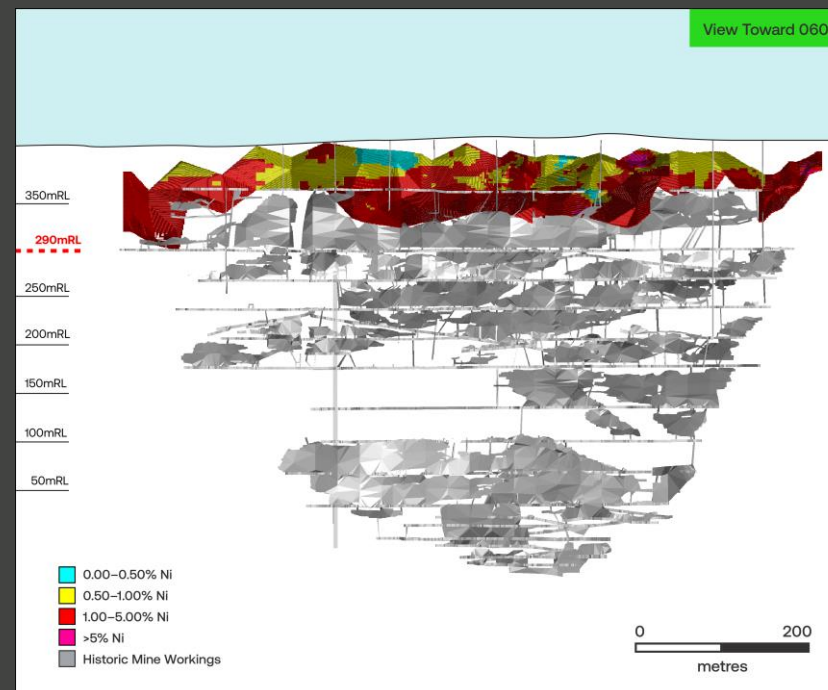 View Toward 060
350mRL
290mRL
250mRL
200mRL
150mRL
100mRL
50mRL
0.00–0.50% Ni
0.50–1.00% Ni
1.00–5.00% Ni
>5% Ni
Historic Mine Workings
0 200
metres